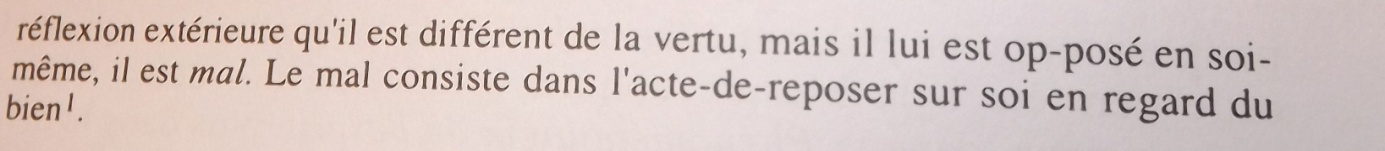 réflexion extérieure qu'il est différent de la vertu, mais il lui est op-posé en soi-
même, il est mal. Le mal consiste dans l'acte-de-reposer sur soi en regard du
bien¹.